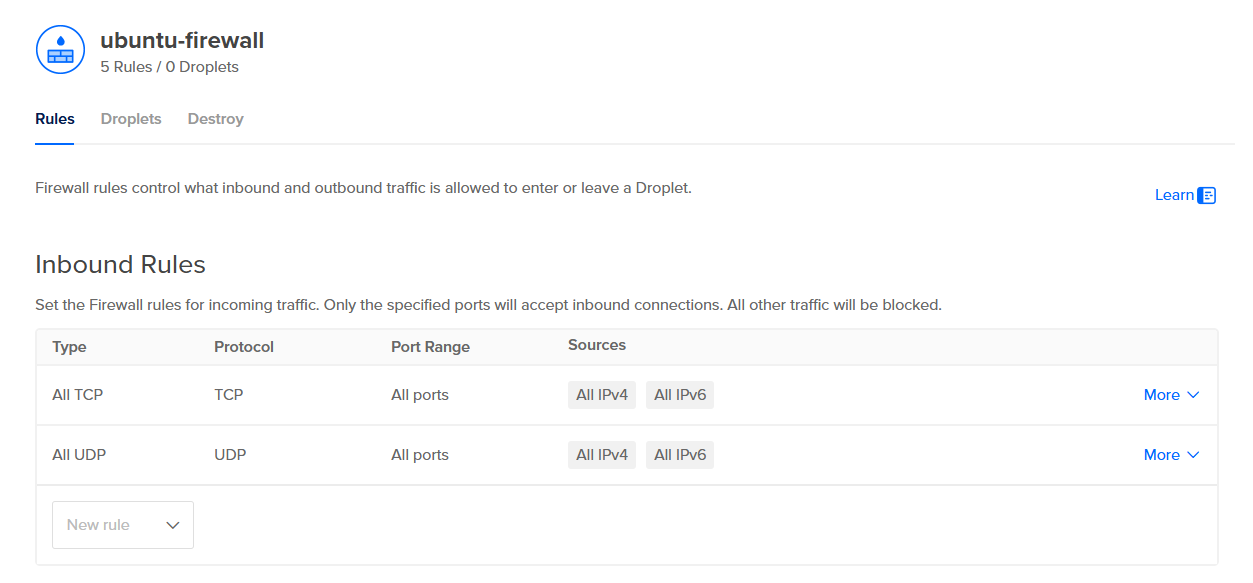 ubuntu-firewall
5 Rules / 0 Droplets
Rules Droplets Destroy
Firewall rules control what inbound and outbound traffic is allowed to enter or leave a Droplet.
Learn
Inbound Rules
Set the Firewall rules for incoming traffic. Only the specified ports will accept inbound connections. All other traffic will be blocked.
Type Protocol Port Range Sources
All TCP TCP All ports All IPv4 All IPv6 More
All UDP UDP All ports All IPv4 All IPv6 More
New rule